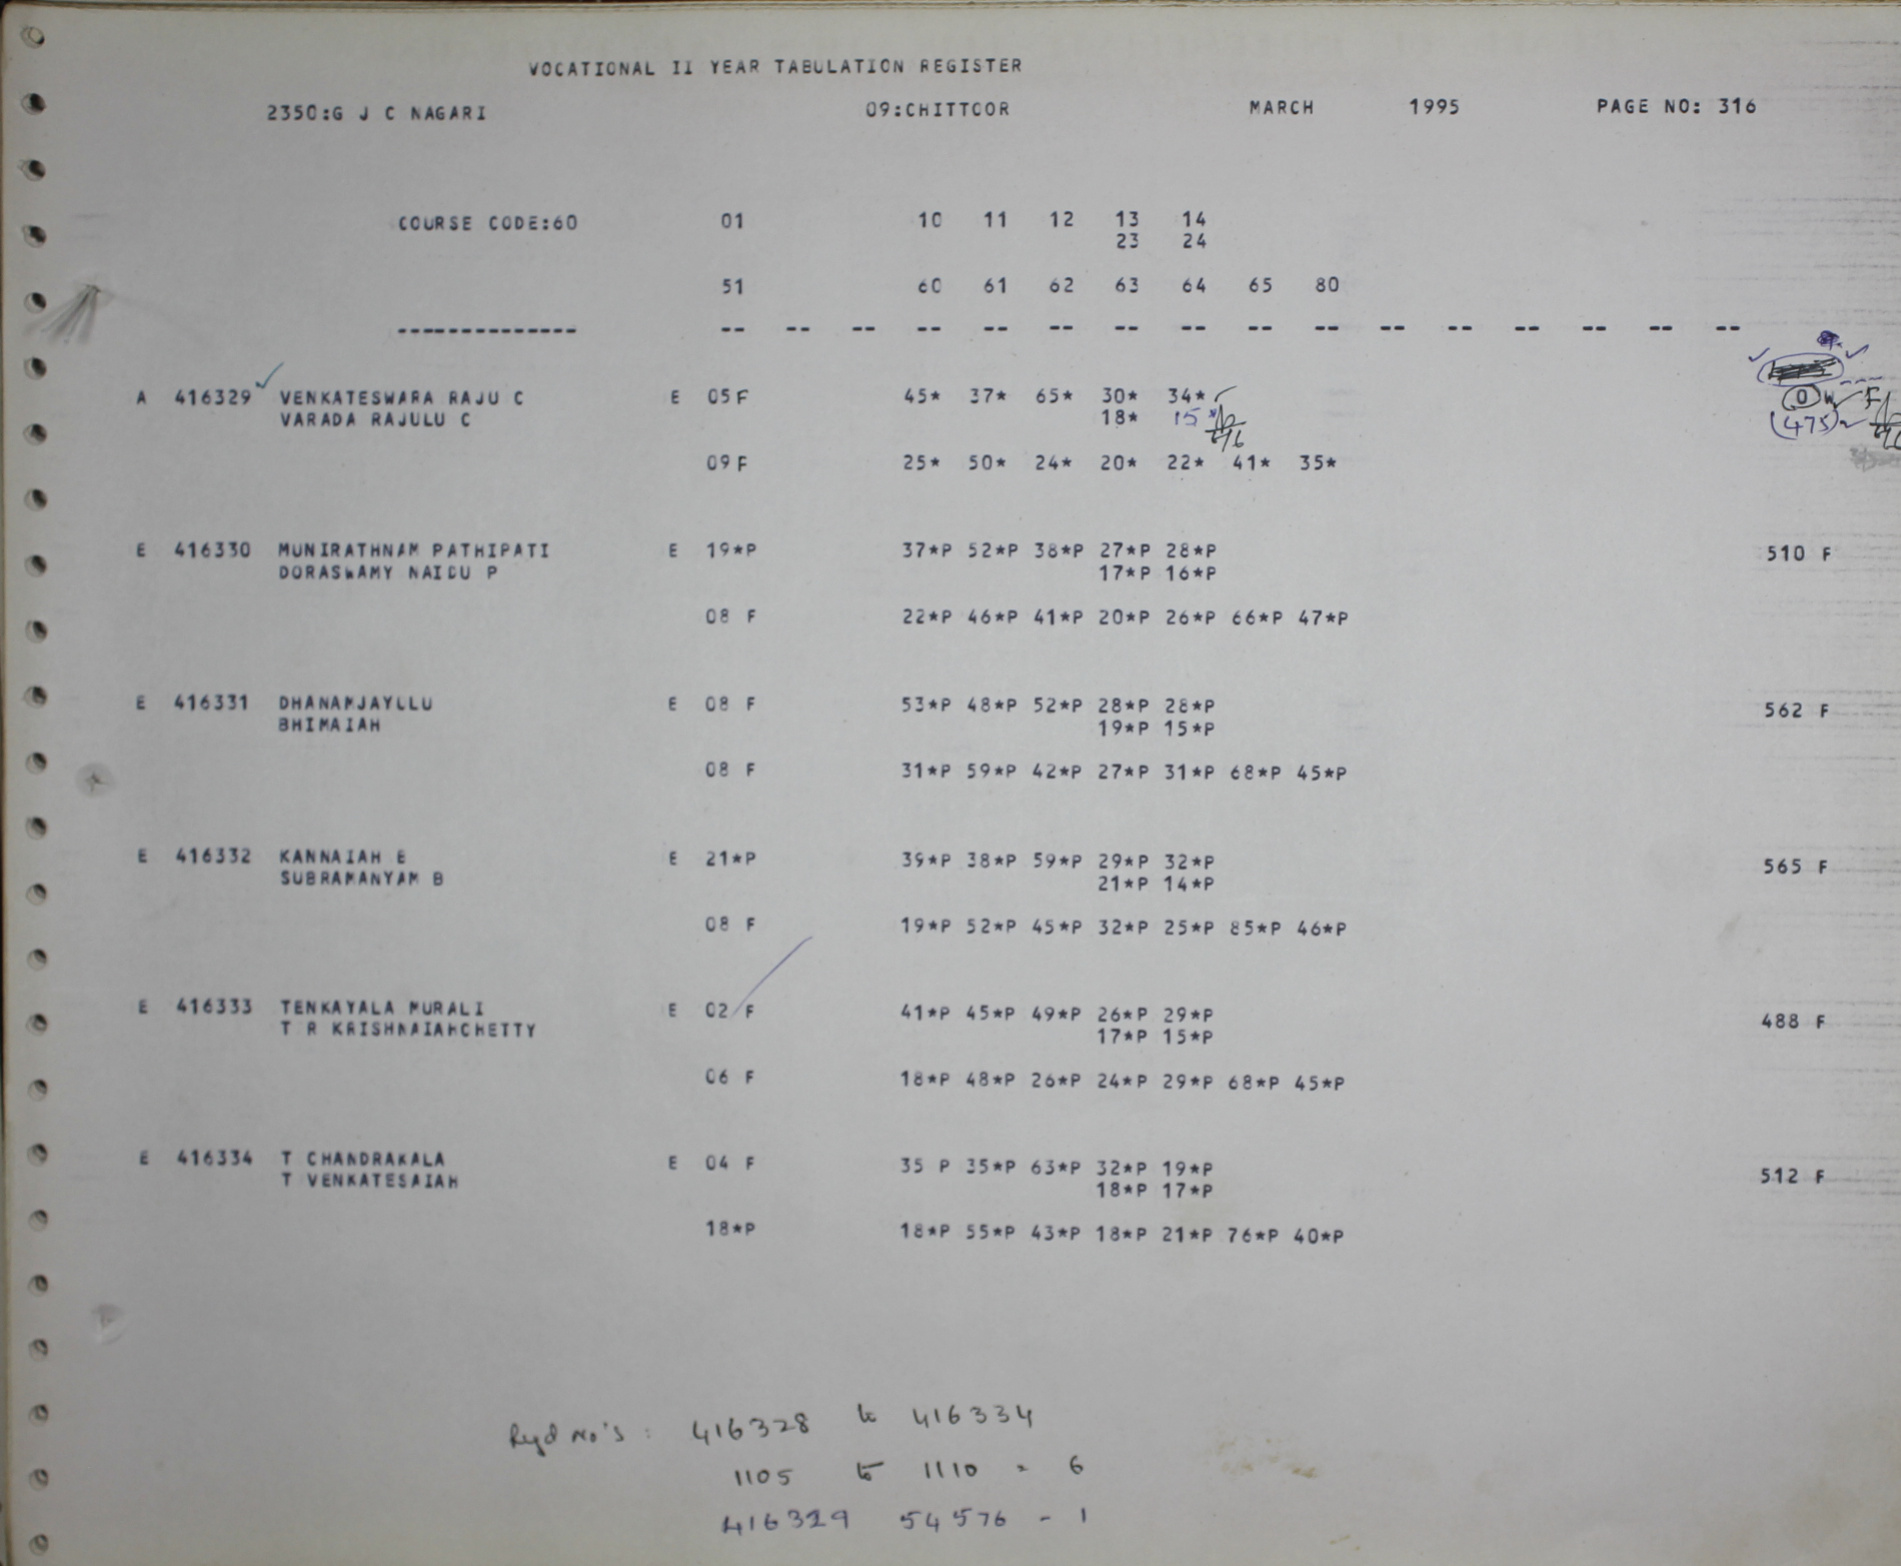 VOCATIONAL II YEAR TABULATION REGISTER
2350:G J C NAGARI 09:CHITTOOR MARCH 1995 PAGE NO: 316
COURSE CODE:60 01 10 11 12 13 14
23 24
51 60 61 62 63 64 65 80
-------------- -- -- -- -- -- -- -- -- -- -- -- -- -- -- -- --
A 416329 VENKATESWARA RAJU C E 05 F 45* 37* 65* 30* 34*
VARADA RAJULU C 18* 15* (475)
09 F 25* 50* 24* 20* 22* 41* 35*
E 416330 MUNIRATHNAM PATHIPATI E 19*P 37*P 52*P 38*P 27*P 28*P 510 F
DORASWAMY NAIDU P 17*P 16*P
08 F 22*P 46*P 41*P 20*P 26*P 66*P 47*P
E 416331 DHANAMJAYULU E 08 F 53*P 48*P 52*P 28*P 28*P 562 F
BHIMAIAH 19*P 15*P
08 F 31*P 59*P 42*P 27*P 31*P 68*P 45*P
E 416332 KANNAIAH B E 21*P 39*P 38*P 59*P 29*P 32*P 565 F
SUBRAMANYAM B 21*P 14*P
08 F 19*P 52*P 45*P 32*P 25*P 85*P 46*P
E 416333 TENKAYALA MURALI E 02 F 41*P 45*P 49*P 26*P 29*P 488 F
T R KRISHNAIAHCHETTY 17*P 15*P
06 F 18*P 48*P 26*P 24*P 29*P 68*P 45*P
E 416334 T CHANDRAKALA E 04 F 35 P 35*P 63*P 32*P 19*P 512 F
T VENKATESAIAH 18*P 17*P
18*P 18*P 55*P 43*P 18*P 21*P 76*P 40*P
Regd No's: 416328 to 416334
1105 to 1110 = 6
416329 54576 - 1